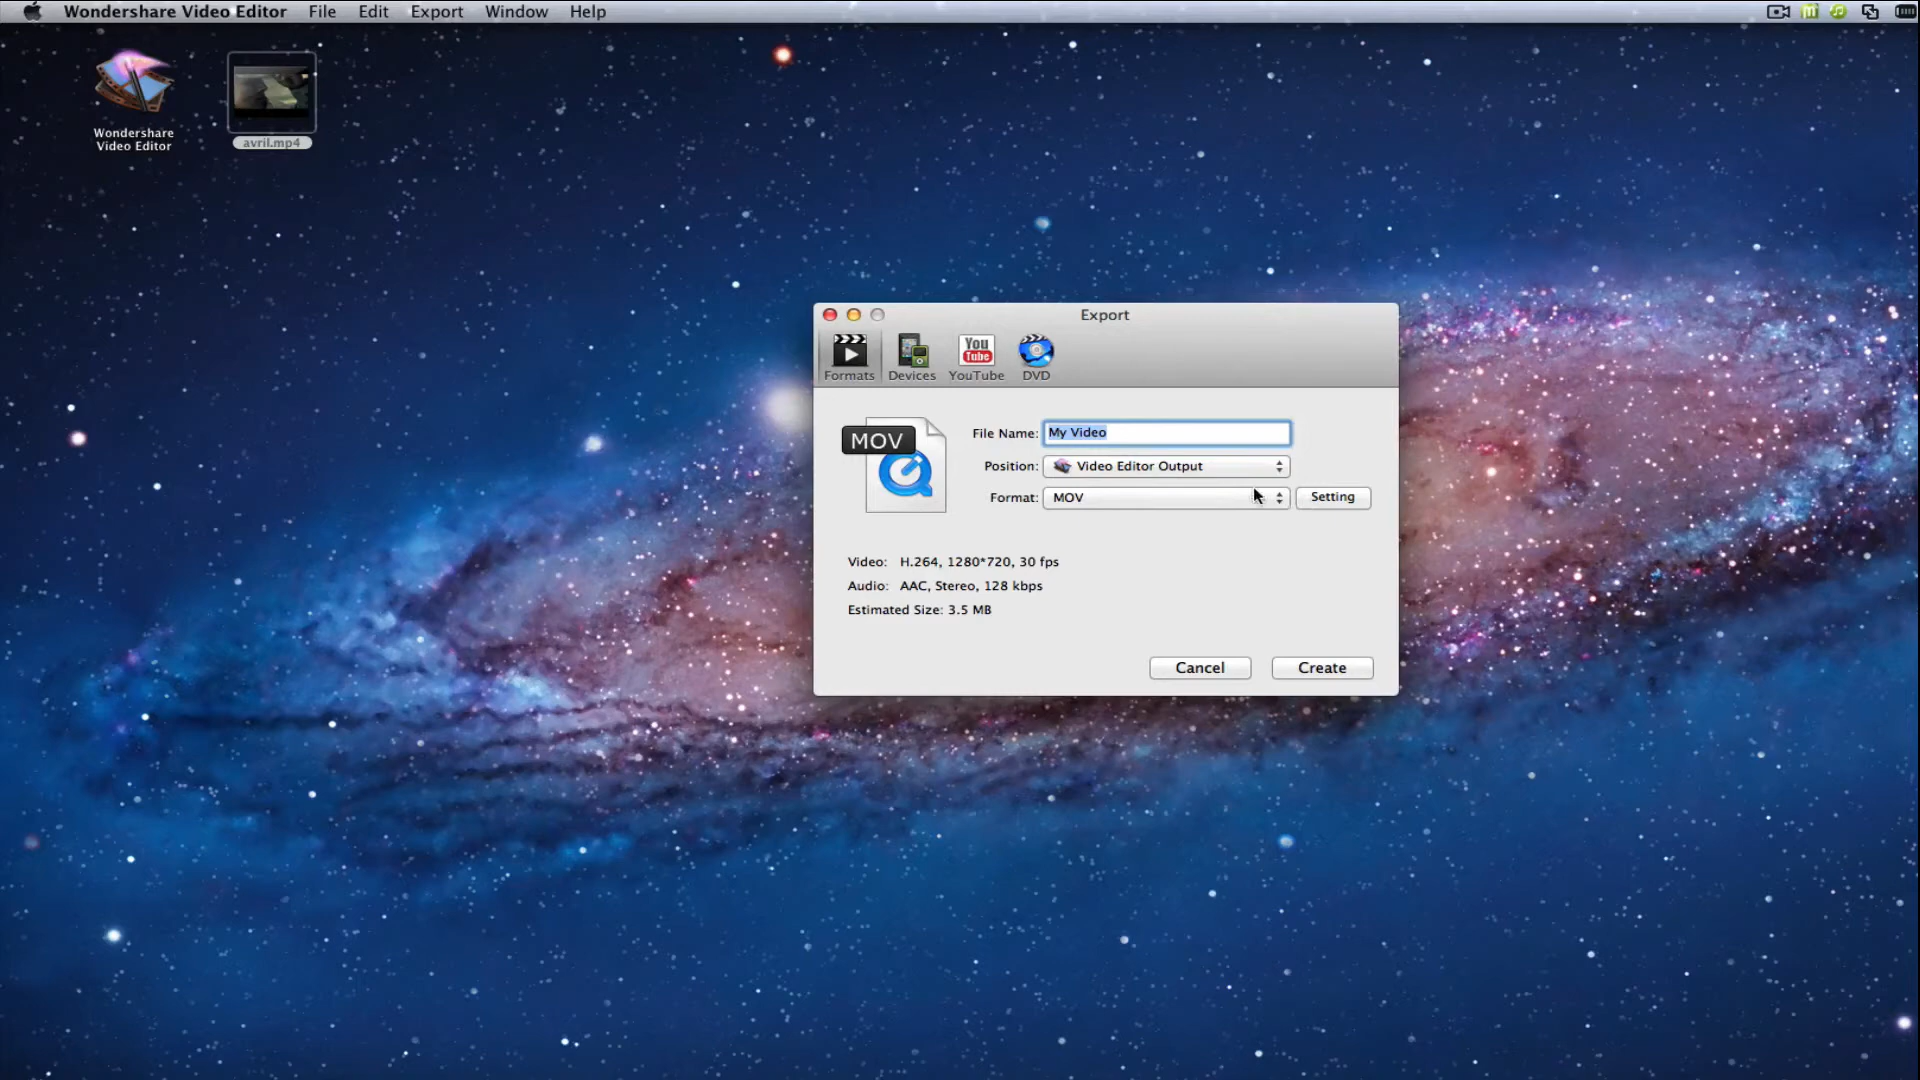 Wondershare Video Editor File Edit Export Window Help
Wondershare
Video Editor
avril.mp4
Export
Formats Devices YouTube DVD
You
Tube
MOV
File Name: My Video
Position: Video Editor Output
Format: MOV Setting
Video: H.264, 1280*720, 30 fps
Audio: AAC, Stereo, 128 kbps
Estimated Size: 3.5 MB
Cancel Create